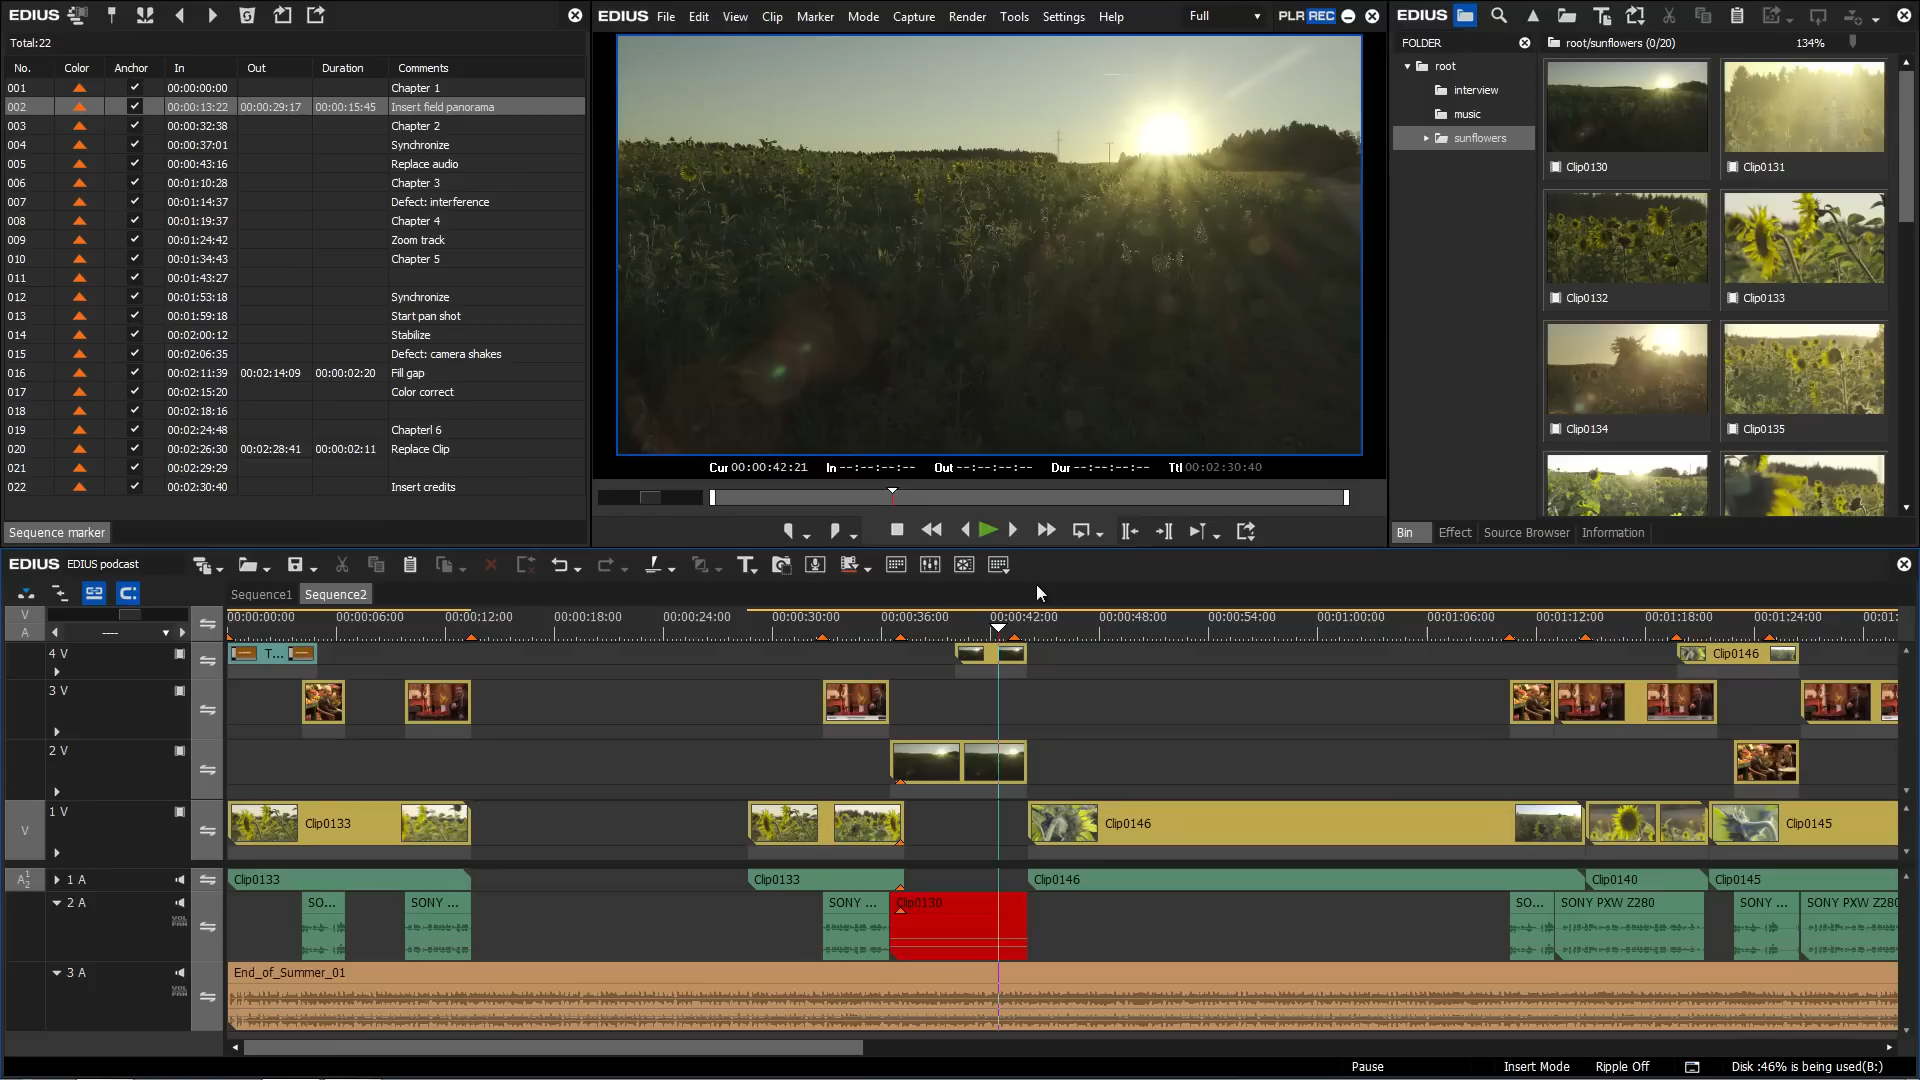 EDIUS
Total:22
No. Color Anchor In Out Duration Comments
001 00:00:00:00 Chapter 1
002 00:00:13:22 00:00:29:17 00:00:15:45 Insert field panorama
003 00:00:32:38 Chapter 2
004 00:00:37:01 Synchronize
005 00:00:43:16 Replace audio
006 00:01:10:28 Chapter 3
007 00:01:14:37 Defect: interference
008 00:01:19:37 Chapter 4
009 00:01:24:42 Zoom track
010 00:01:34:43 Chapter 5
011 00:01:43:27
012 00:01:53:18 Synchronize
013 00:01:59:18 Start pan shot
014 00:02:00:12 Stabilize
015 00:02:06:35 Defect: camera shakes
016 00:02:11:39 00:02:14:09 00:00:02:20 Fill gap
017 00:02:15:20 Color correct
018 00:02:18:16
019 00:02:24:48 Chapterl 6
020 00:02:26:30 00:02:28:41 00:00:02:11 Replace Clip
021 00:02:29:29
022 00:02:30:40 Insert credits
Sequence marker
EDIUS File Edit View Clip Marker Mode Capture Render Tools Settings Help Full PLR REC
Cur 00:00:42:21 In --:--:--:-- Out --:--:--:-- Dur --:--:--:-- Ttl 00:02:30:40
EDIUS
FOLDER
root
interview
music
sunflowers
root/sunflowers (0/20) 134%
Clip0130 Clip0131
Clip0132 Clip0133
Clip0134 Clip0135
Bin Effect Source Browser Information
EDIUS EDIUS podcast
Sequence1 Sequence2
00:00:00:00 00:00:06:00 00:00:12:00 00:00:18:00 00:00:24:00 00:00:30:00 00:00:36:00 00:00:42:00 00:00:48:00 00:00:54:00 00:01:00:00 00:01:06:00 00:01:12:00 00:01:18:00 00:01:24:00 00:01:
V
A ----
4 V T... Clip0146
3 V
2 V
1 V
V Clip0133 Clip0146 Clip0145
A 1 2 1 A Clip0133 Clip0133 Clip0146 Clip0140 Clip0145
2 A SO... SONY ... SONY ... Clip0130 SO... SONY PXW Z280 SONY ... SONY PXW Z280
VOL
PAN
3 A End_of_Summer_01
VOL
PAN
Pause Insert Mode Ripple Off Disk :46% is being used(B:)